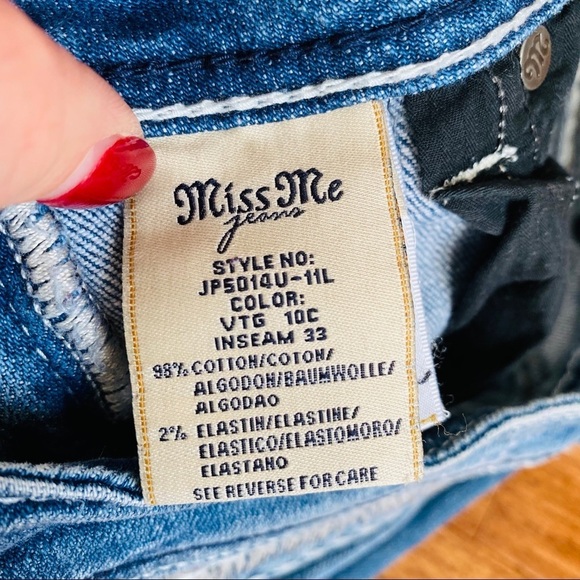 Miss Me
jeans
STYLE NO:
JP5014U-11L
COLOR:
VTG 10C
INSEAM 33
98% COTTON/COTON/
ALGODON/BAUMWOLLE/
ALGODAO
2% ELASTIN/ELASTINE/
ELASTICO/ELASTOMORO/
ELASTANO
SEE REVERSE FOR CARE